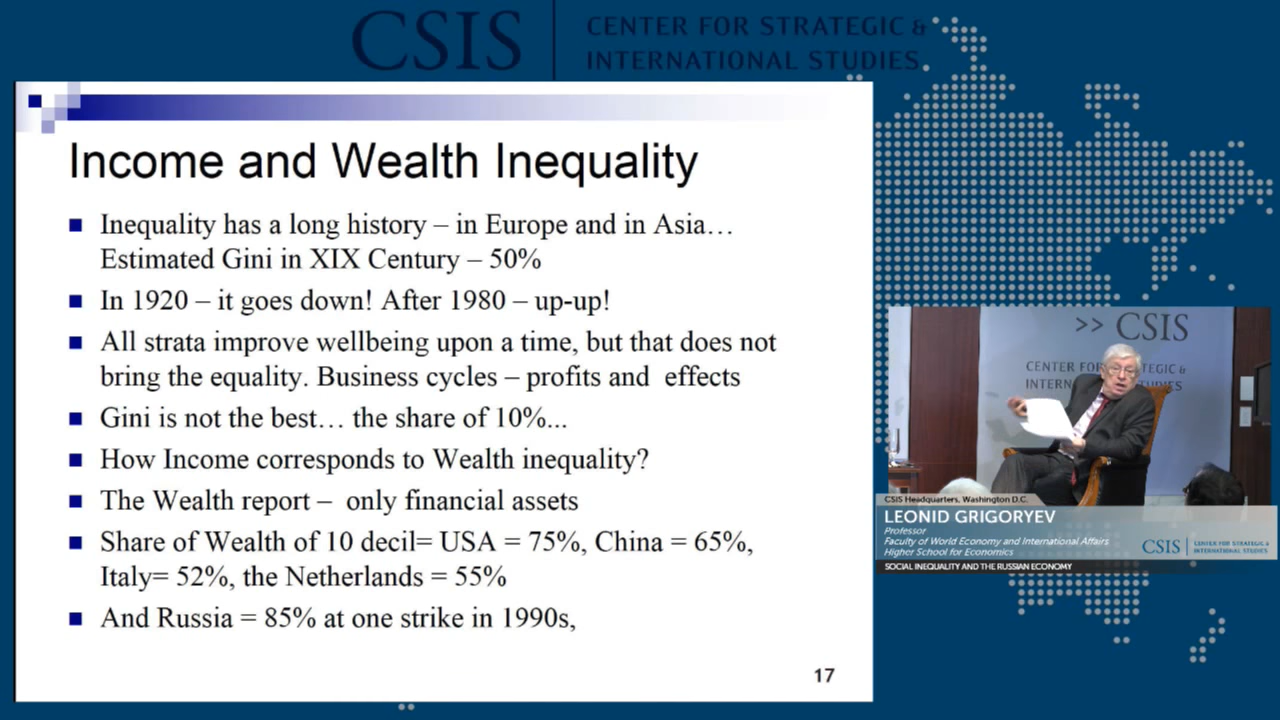 CSIS
CENTER FOR STRATEGIC &
INTERNATIONAL STUDIES
Income and Wealth Inequality
Inequality has a long history – in Europe and in Asia…
Estimated Gini in XIX Century – 50%
In 1920 – it goes down! After 1980 – up-up!
All strata improve wellbeing upon a time, but that does not
bring the equality. Business cycles – profits and effects
Gini is not the best… the share of 10%...
How Income corresponds to Wealth inequality?
The Wealth report – only financial assets
Share of Wealth of 10 decil= USA = 75%, China = 65%,
Italy= 52%, the Netherlands = 55%
And Russia = 85% at one strike in 1990s,
17
>> CSIS
CENTER FOR STRATEGIC &
INTERN STUDIES
CSIS Headquarters, Washington D.C.
LEONID GRIGORYEV
Professor
Faculty of World Economy and International Affairs
Higher School for Economics
CSIS
CENTER FOR STRATEGIC &
INTERNATIONAL STUDIES
SOCIAL INEQUALITY AND THE RUSSIAN ECONOMY